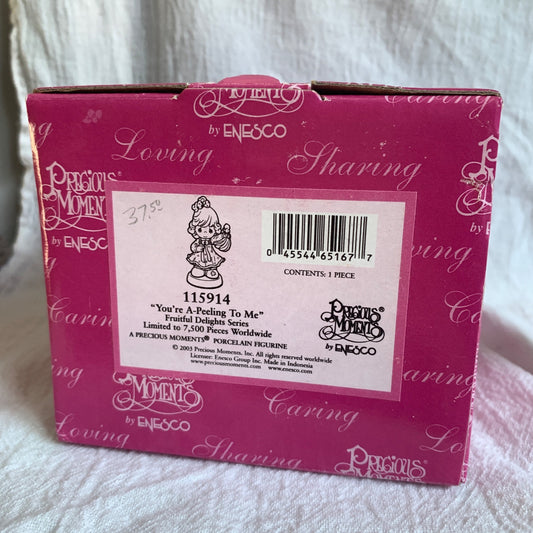 MOMENTS Caring
by ENESCO
Loving Sharing
PRECIOUS
MOMENTS
by ENESCO
37.50
0 45544 65167 7
CONTENTS: 1 PIECE
115914
"You're A-Peeling To Me"
Fruitful Delights Series
Limited to 7,500 Pieces Worldwide
A PRECIOUS MOMENTS® PORCELAIN FIGURINE
© 2003 Precious Moments, Inc. All rights reserved worldwide
Licensee: Enesco Group Inc. Made in Indonesia
www.preciousmoments.com www.enesco.com
PRECIOUS
MOMENTS
by ENESCO
PRECIOUS
MOMENTS
by ENESCO
Caring
Sharing
MOMENTS
by ENESCO
Caring
Loving
Sharing
PRECIOUS
MOMENTS